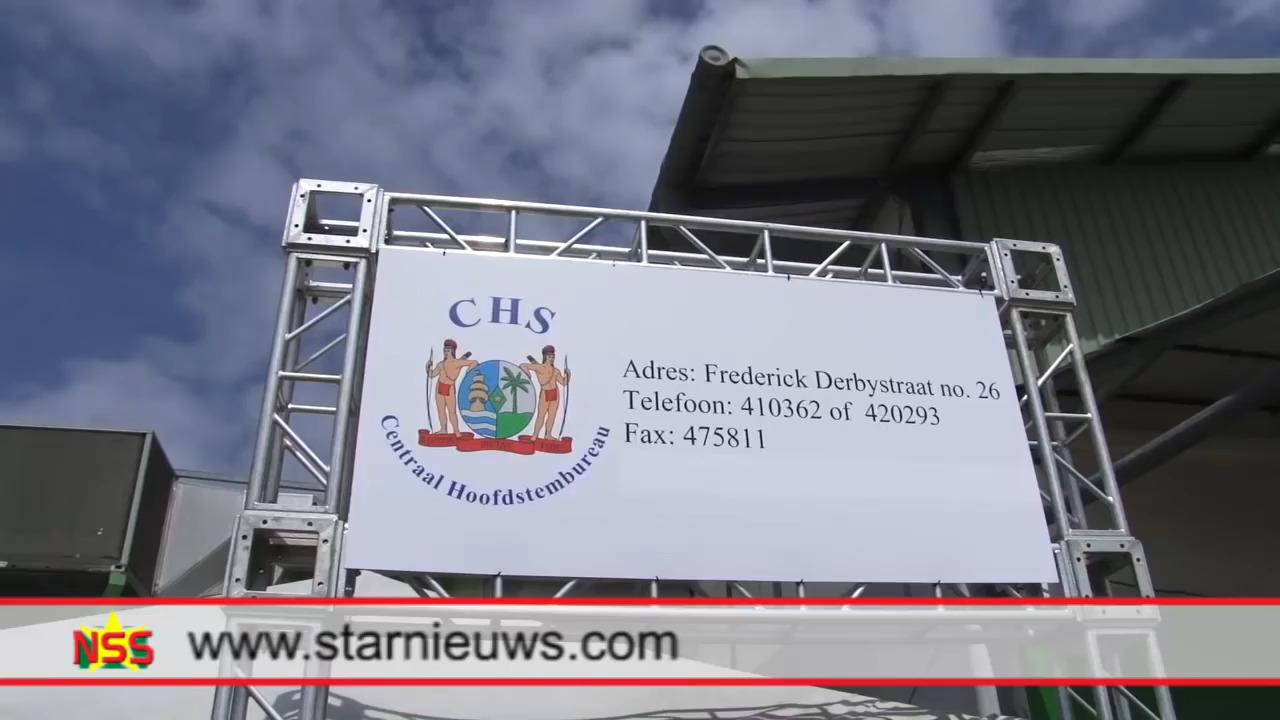 CHS
Centraal Hoofdstembureau
Adres: Frederick Derbystraat no. 26
Telefoon: 410362 of 420293
Fax: 475811
NSS
www.starnieuws.com